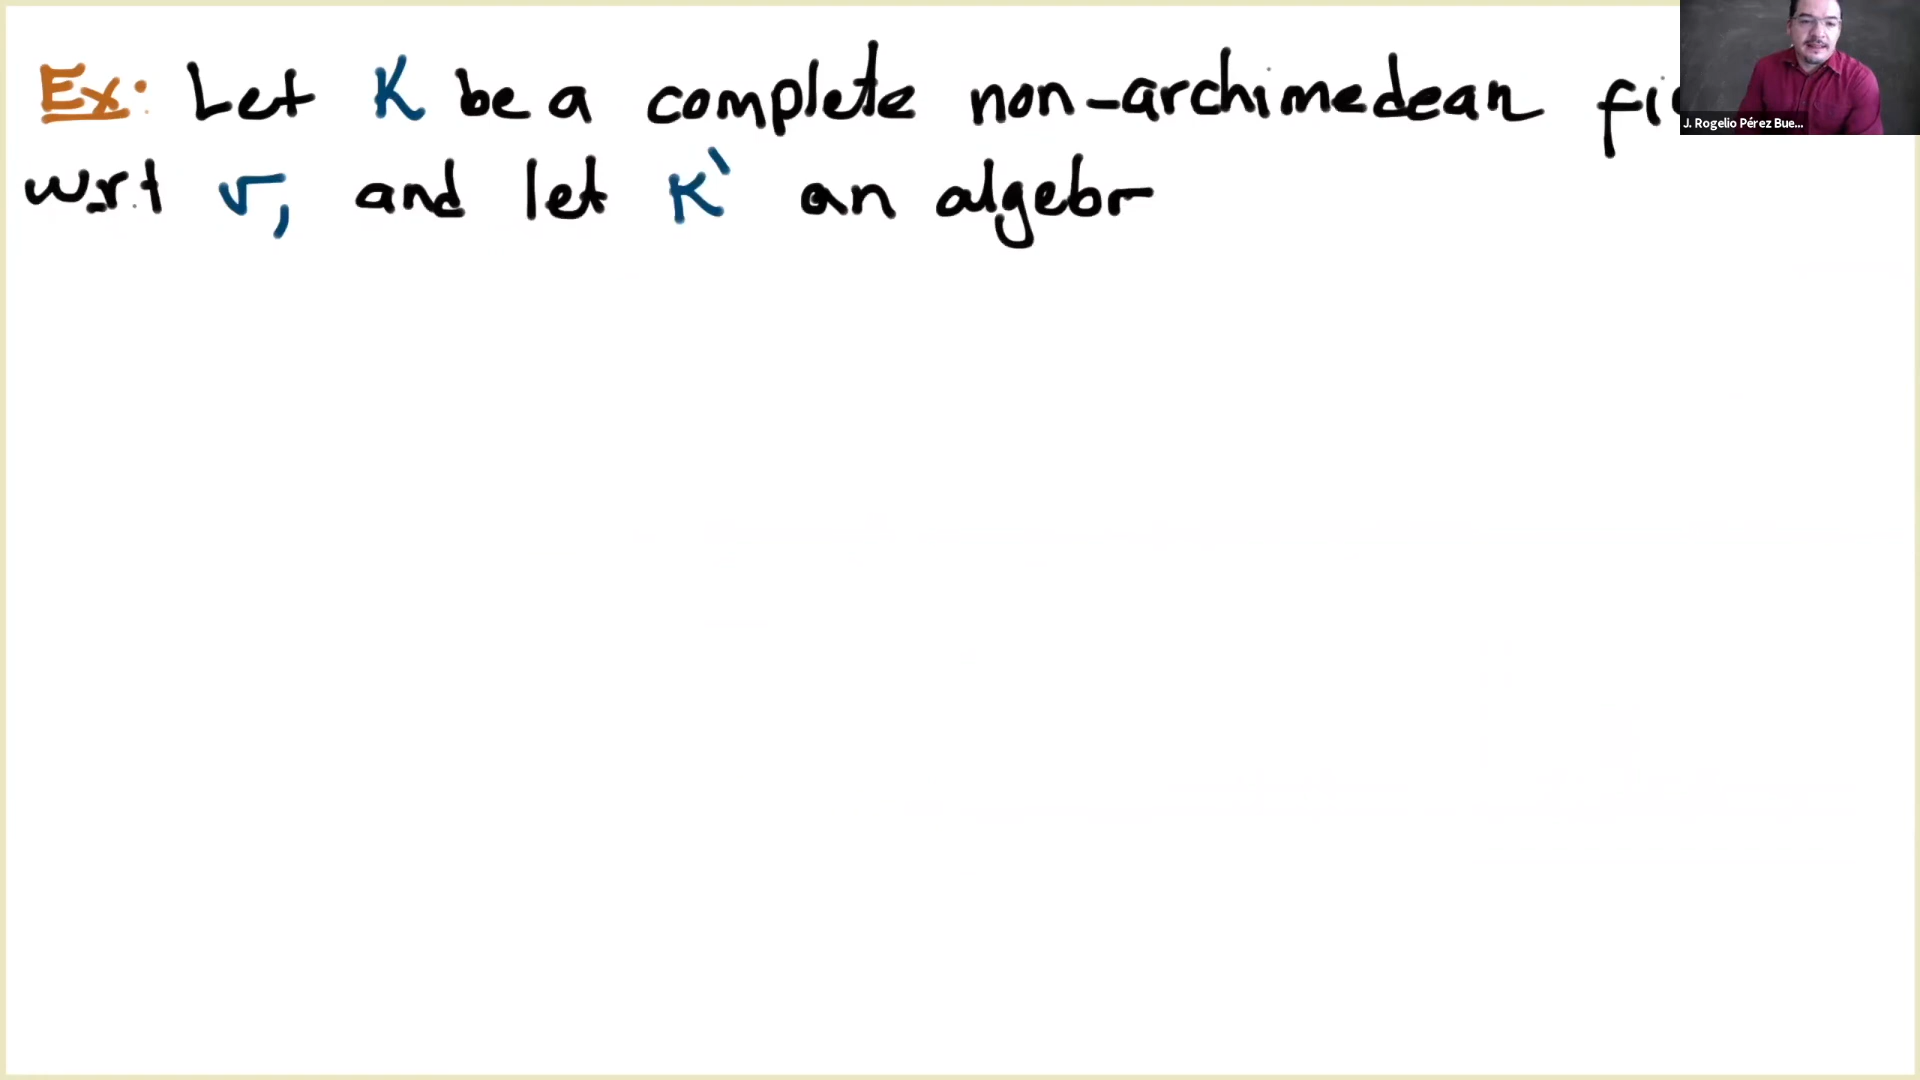 Ex: Let K be a complete non-archimedean fi
w.r.t v, and let K' an algebr
J. Rogelio Pérez Bue...